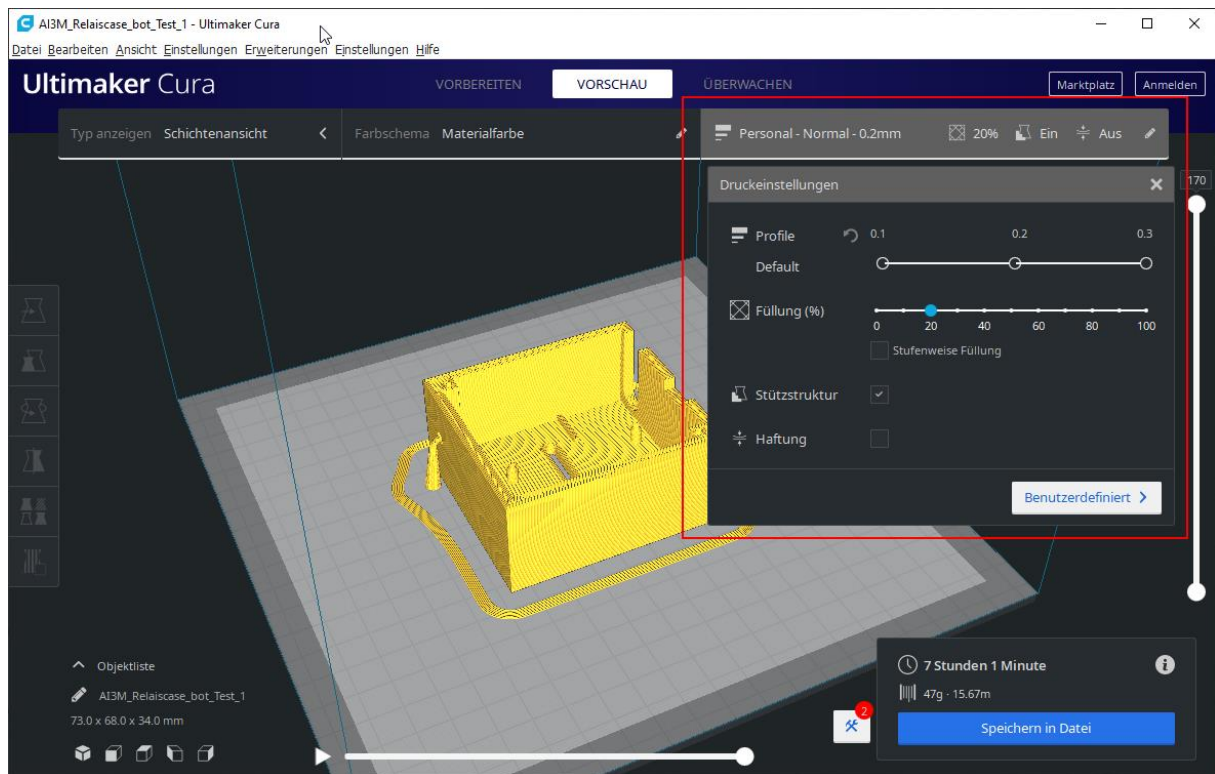 AI3M_Relaiscase_bot_Test_1 - Ultimaker Cura
Datei Bearbeiten Ansicht Einstellungen Erweiterungen Einstellungen Hilfe
Ultimaker Cura VORBEREITEN VORSCHAU ÜBERWACHEN Marktplatz Anmelden
Typ anzeigen Schichtenansicht Farbschema Materialfarbe Personal - Normal - 0.2mm 20% Ein Aus
Druckeinstellungen
170
Profile 0.1 0.2 0.3
Default
Füllung (%)
0 20 40 60 80 100
Stufenweise Füllung
Stützstruktur
Haftung
Benutzerdefiniert
Objektliste
AI3M_Relaiscase_bot_Test_1
73.0 x 68.0 x 34.0 mm
7 Stunden 1 Minute
47g · 15.67m
2
Speichern in Datei